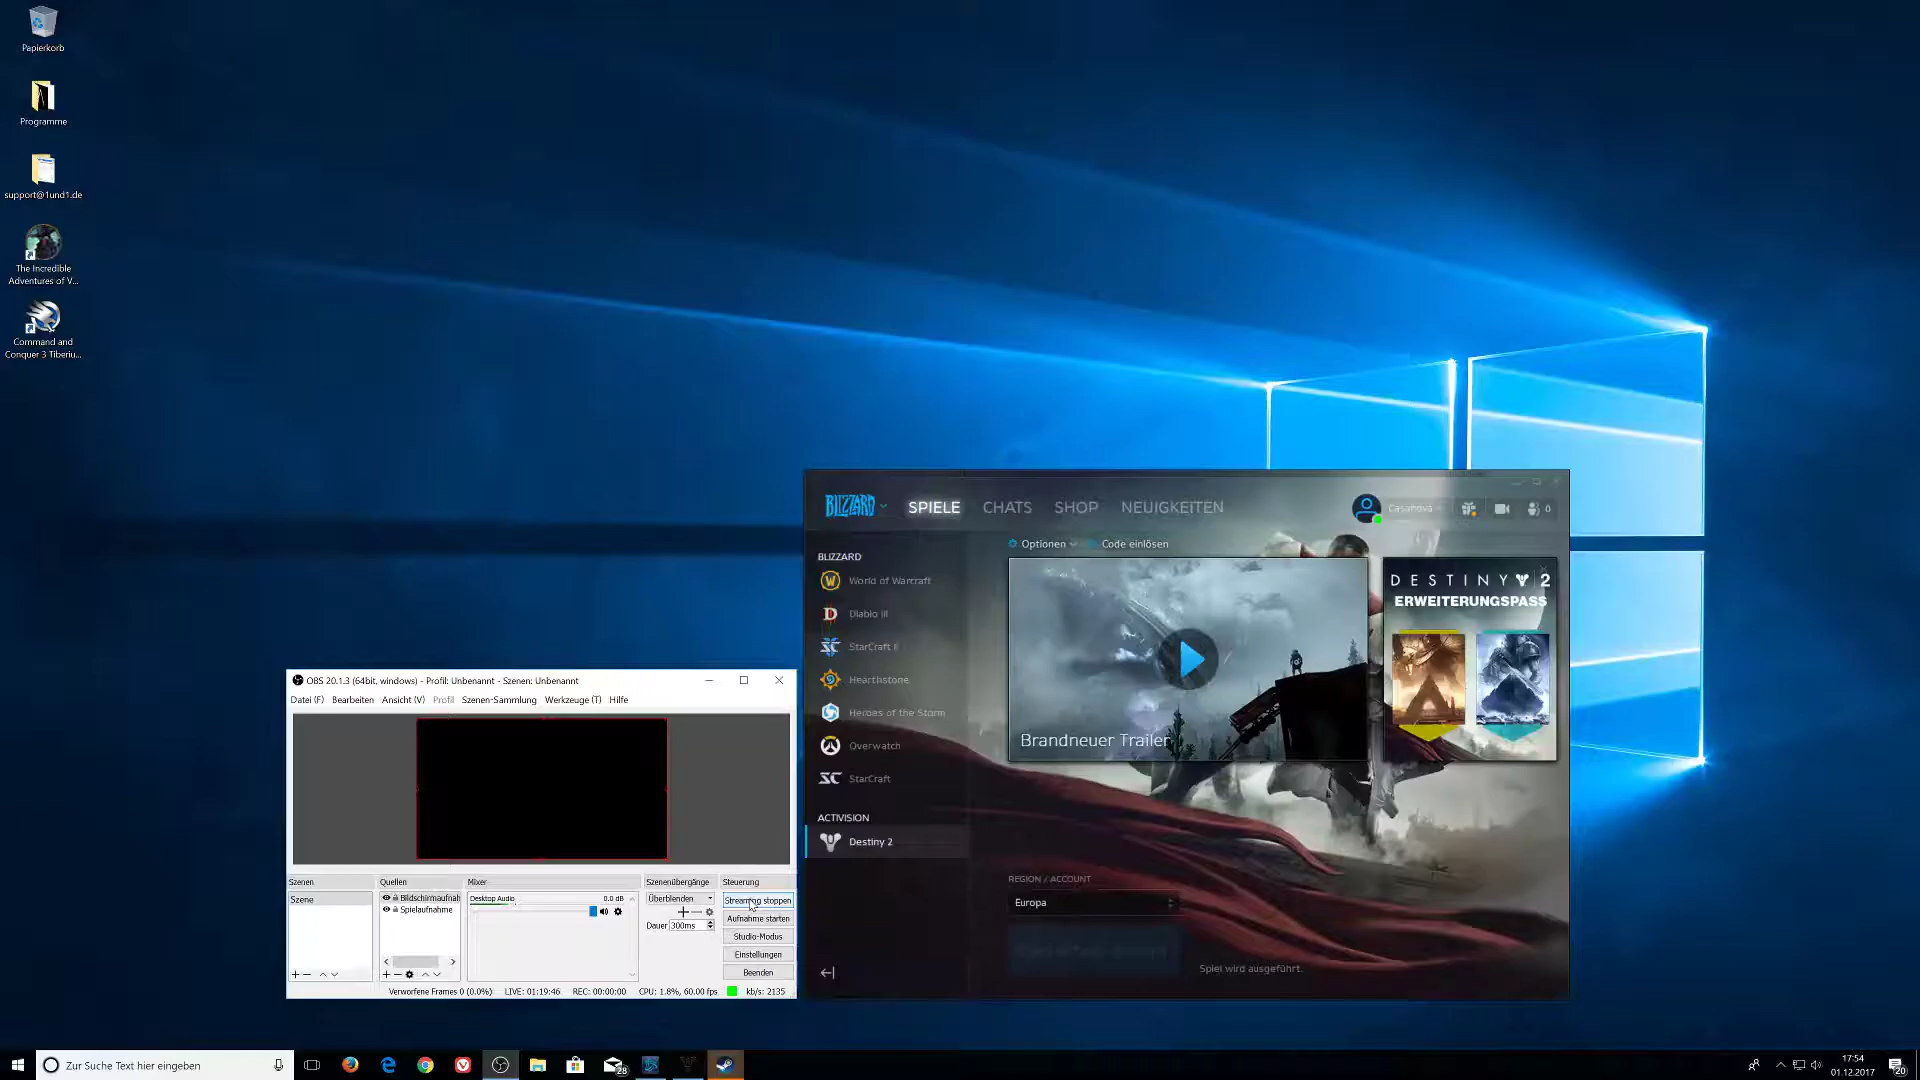 Papierkorb
Programme
support@1und1.de
The Incredible
Adventures of V...
Command and
Conquer 3 Tiberiu...
BLIZZARD
SPIELE
CHATS
SHOP
NEUIGKEITEN
Casanova
0
Optionen
Code einlösen
BLIZZARD
World of Warcraft
Diablo III
StarCraft II
Hearthstone
Heroes of the Storm
Overwatch
StarCraft
ACTIVISION
Destiny 2
Brandneuer Trailer
DESTINY 2
ERWEITERUNGSPASS
REGION / ACCOUNT
Europa
Spiel wird ausgeführt.
OBS 20.1.3 (64bit, windows) - Profil: Unbenannt - Szenen: Unbenannt
Datei (F) Bearbeiten Ansicht (V) Profil Szenen-Sammlung Werkzeuge (T) Hilfe
Szenen
Quellen
Mixer
Szenenübergänge
Steuerung
Szene
Bildschirmaufnah
Spielaufnahme
Desktop Audio
0.0 dB
Überblenden
Dauer 300ms
Streaming stoppen
Aufnahme starten
Studio-Modus
Einstellungen
Beenden
Verworfene Frames 0 (0.0%) LIVE: 01:19:46 REC: 00:00:00 CPU: 1.8%, 60.00 fps kb/s: 2135
Zur Suche Text hier eingeben
28
17:54
01.12.2017
20